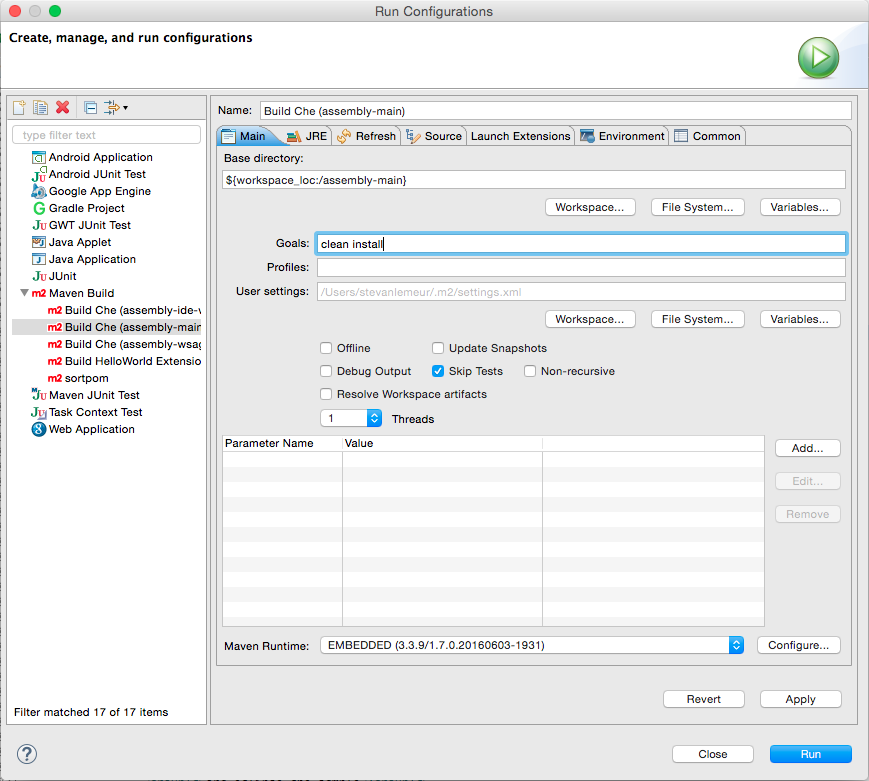 Run Configurations
Create, manage, and run configurations
type filter text
Android Application
Android JUnit Test
Google App Engine
Gradle Project
GWT JUnit Test
Java Applet
Java Application
JUnit
Maven Build
Build Che (assembly-ide-
Build Che (assembly-main
Build Che (assembly-wsag
Build HelloWorld Extensio
sortpom
Maven JUnit Test
Task Context Test
Web Application
Filter matched 17 of 17 items
Name: Build Che (assembly-main)
Main JRE Refresh Source Launch Extensions Environment Common
Base directory:
${workspace_loc:/assembly-main}
Workspace... File System... Variables...
Goals: clean install
Profiles:
User settings: /Users/stevanlemeur/.m2/settings.xml
Workspace... File System... Variables...
Offline Update Snapshots
Debug Output Skip Tests Non-recursive
Resolve Workspace artifacts
1 Threads
Parameter Name Value
Add...
Edit...
Remove
Maven Runtime: EMBEDDED (3.3.9/1.7.0.20160603-1931) Configure...
Revert Apply
? Close Run